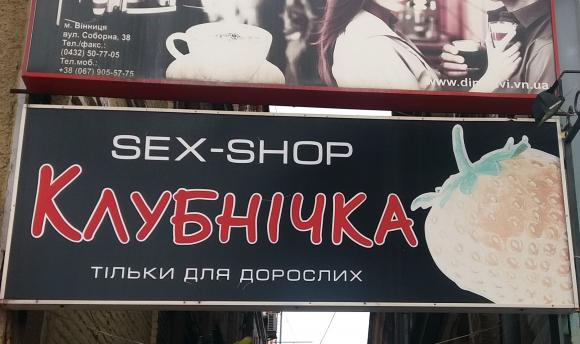 м. Вінниця
вул. Соборна, 38
Тел./факс.:
(0432) 50-77-05
Тел.моб.:
+38 (067) 905-57-75
SEX-SHOP
КЛУБНІЧКА
ТІЛЬКИ ДЛЯ ДОРОСЛИХ